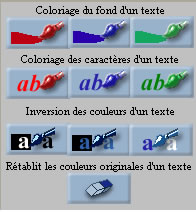 Coloriage du fond d'un texte
Coloriage des caractères d'un texte
ab ab ab
Inversion des couleurs d'un texte
a a a a a
Rétablit les couleurs originales d'un texte